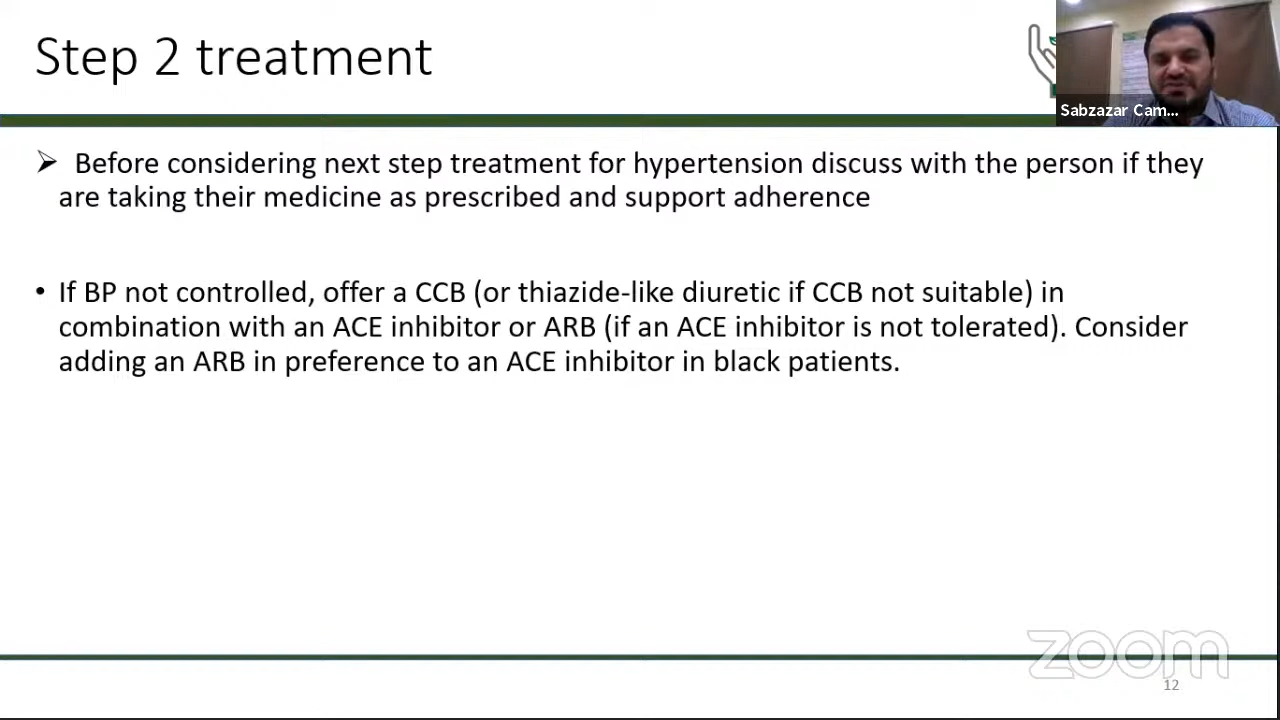 Step 2 treatment
Sabzazar Cam...
➢ Before considering next step treatment for hypertension discuss with the person if they
are taking their medicine as prescribed and support adherence
• If BP not controlled, offer a CCB (or thiazide-like diuretic if CCB not suitable) in
combination with an ACE inhibitor or ARB (if an ACE inhibitor is not tolerated). Consider
adding an ARB in preference to an ACE inhibitor in black patients.
zoom
12